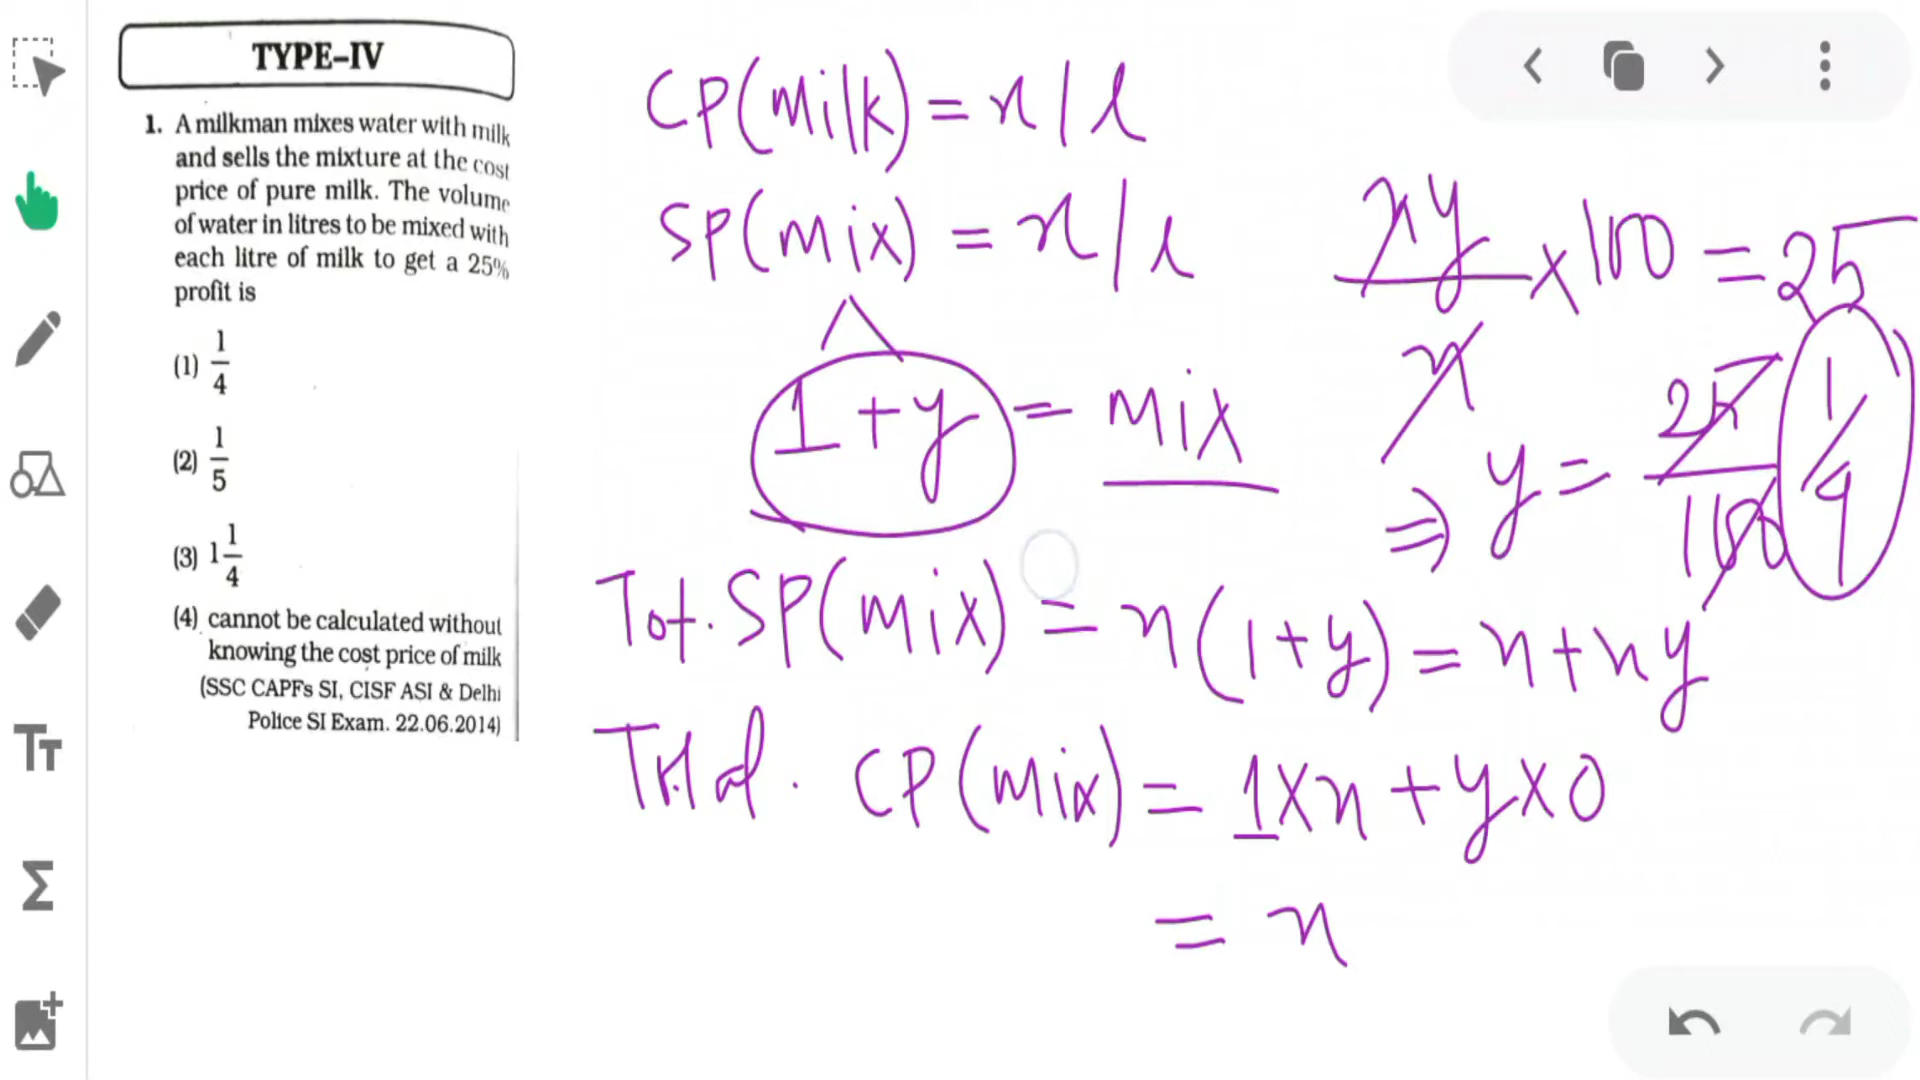 TYPE–IV
1. A milkman mixes water with milk
and sells the mixture at the cost
price of pure milk. The volume
of water in litres to be mixed with
each litre of milk to get a 25%
profit is
(1) 1/4
(2) 1/5
(3) 1 1/4
(4) cannot be calculated without
knowing the cost price of milk
(SSC CAPFs SI, CISF ASI & Delhi
Police SI Exam. 22.06.2014)
CP(Milk) = x/l
SP(Mix) = x/l
1+y = Mix
Tot. SP(Mix) = x(1+y) = x+xy
Total. CP(Mix) = 1×x + y×0
= x
xy/x × 100 = 25
⇒ y = 25/100 1/4
TT
Σ